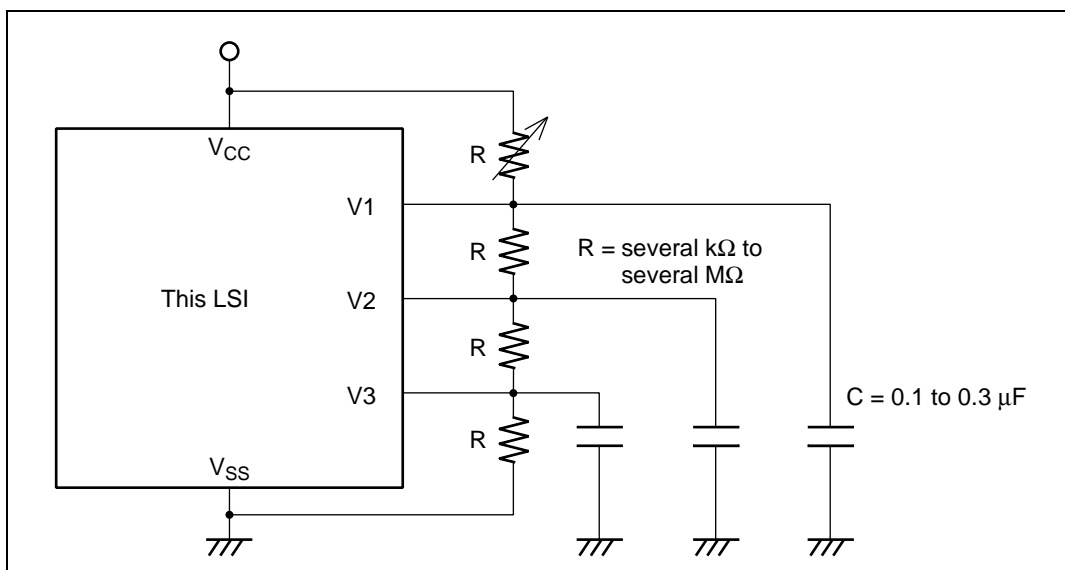 V_CC
R
V1
R
R = several kΩ to
several MΩ
This LSI
V2
R
V3
C = 0.1 to 0.3 μF
R
V_SS